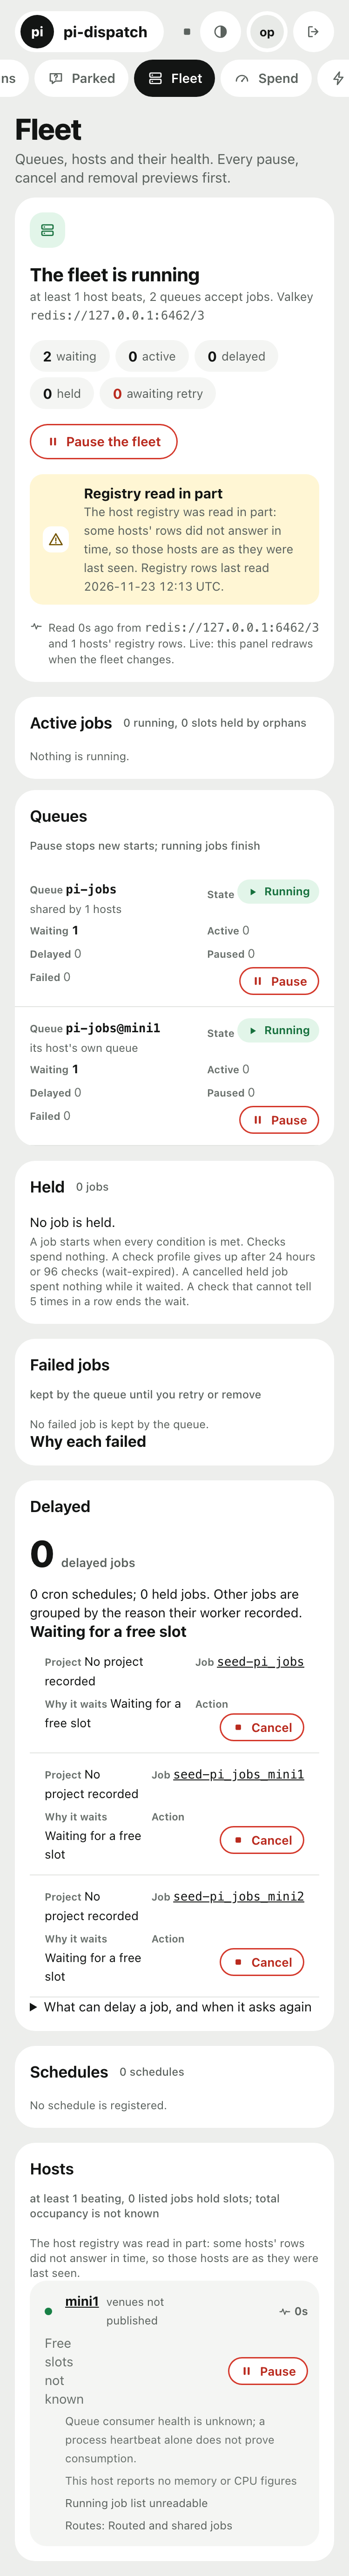 pi pi-dispatch op
ns Parked Fleet Spend
Fleet
Queues, hosts and their health. Every pause,
cancel and removal previews first.
The fleet is running
at least 1 host beats, 2 queues accept jobs. Valkey
redis://127.0.0.1:6462/3
2 waiting 0 active 0 delayed
0 held 0 awaiting retry
Pause the fleet
Registry read in part
The host registry was read in part:
some hosts' rows did not answer in
time, so those hosts are as they were
last seen. Registry rows last read
2026-11-23 12:13 UTC.
Read 0s ago from redis://127.0.0.1:6462/3
and 1 hosts' registry rows. Live: this panel redraws
when the fleet changes.
Active jobs 0 running, 0 slots held by orphans
Nothing is running.
Queues
Pause stops new starts; running jobs finish
Queue pi-jobs State Running
shared by 1 hosts
Waiting 1 Active 0
Delayed 0 Paused 0
Failed 0 Pause
Queue pi-jobs@mini1 State Running
its host's own queue
Waiting 1 Active 0
Delayed 0 Paused 0
Failed 0 Pause
Held 0 jobs
No job is held.
A job starts when every condition is met. Checks
spend nothing. A check profile gives up after 24 hours
or 96 checks (wait-expired). A cancelled held job
spent nothing while it waited. A check that cannot tell
5 times in a row ends the wait.
Failed jobs
kept by the queue until you retry or remove
No failed job is kept by the queue.
Why each failed
Delayed
0 delayed jobs
0 cron schedules; 0 held jobs. Other jobs are
grouped by the reason their worker recorded.
Waiting for a free slot
Project No project Job seed-pi_jobs
recorded
Why it waits Waiting for a Action
free slot Cancel
Project No Job seed-pi_jobs_mini1
project recorded
Why it waits Action
Waiting for a free Cancel
slot
Project No Job seed-pi_jobs_mini2
project recorded
Why it waits Action
Waiting for a free Cancel
slot
What can delay a job, and when it asks again
Schedules 0 schedules
No schedule is registered.
Hosts
at least 1 beating, 0 listed jobs hold slots; total
occupancy is not known
The host registry was read in part: some hosts' rows
did not answer in time, so those hosts are as they were
last seen.
mini1 venues not 0s
published
Free
slots
not Pause
known
Queue consumer health is unknown; a
process heartbeat alone does not prove
consumption.
This host reports no memory or CPU figures
Running job list unreadable
Routes: Routed and shared jobs